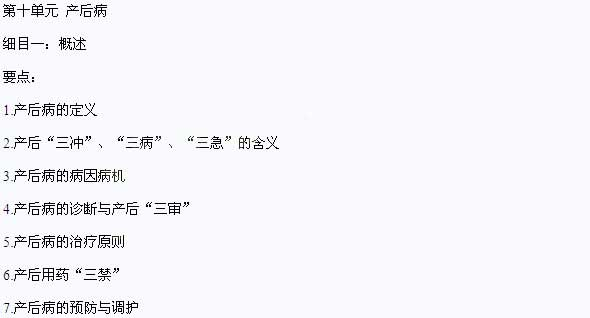 第十单元 产后病
细目一：概述
要点：
1.产后病的定义
2.产后“三冲”、“三病”、“三急”的含义
3.产后病的病因病机
4.产后病的诊断与产后“三审”
5.产后病的治疗原则
6.产后用药“三禁”
7.产后病的预防与调护